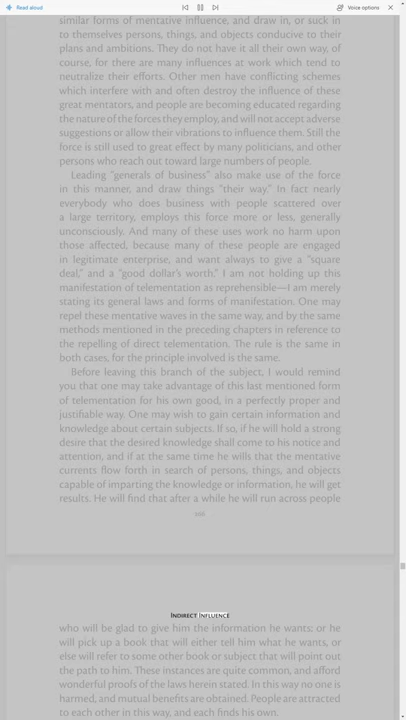 Read aloud
Voice options
similar forms of mentative influence, and draw in, or suck in
to themselves persons, things, and objects conducive to their
plans and ambitions. They do not have it all their own way, of
course, for there are many influences at work which tend to
neutralize their efforts. Other men have conflicting schemes
which interfere with and often destroy the influence of these
great mentators, and people are becoming educated regarding
the nature of the forces they employ, and will not accept adverse
suggestions or allow their vibrations to influence them. Still the
force is still used to great effect by many politicians, and other
persons who reach out toward large numbers of people.
Leading “generals of business” also make use of the force
in this manner, and draw things “their way.” In fact nearly
everybody who does business with people scattered over
a large territory, employs this force more or less, generally
unconsciously. And many of these uses work no harm upon
those affected, because many of these people are engaged
in legitimate enterprise, and want always to give a “square
deal,” and a “good dollar’s worth.” I am not holding up this
manifestation of telementation as reprehensible—I am merely
stating its general laws and forms of manifestation. One may
repel these mentative waves in the same way, and by the same
methods mentioned in the preceding chapters in reference to
the repelling of direct telementation. The rule is the same in
both cases, for the principle involved is the same.
Before leaving this branch of the subject, I would remind
you that one may take advantage of this last mentioned form
of telementation for his own good, in a perfectly proper and
justifiable way. One may wish to gain certain information and
knowledge about certain subjects. If so, if he will hold a strong
desire that the desired knowledge shall come to his notice and
attention, and if at the same time he wills that the mentative
currents flow forth in search of persons, things, and objects
capable of imparting the knowledge or information, he will get
results. He will find that after a while he will run across people
Indirect Influence
who will be glad to give him the information he wants; or he
will pick up a book that will either tell him what he wants, or
else will refer to some other book or subject that will point out
the path to him. These instances are quite common, and afford
wonderful proofs of the laws herein stated. In this way no one is
harmed, and mutual benefits are obtained. People are attracted
to each other in this way, and each finds his own.